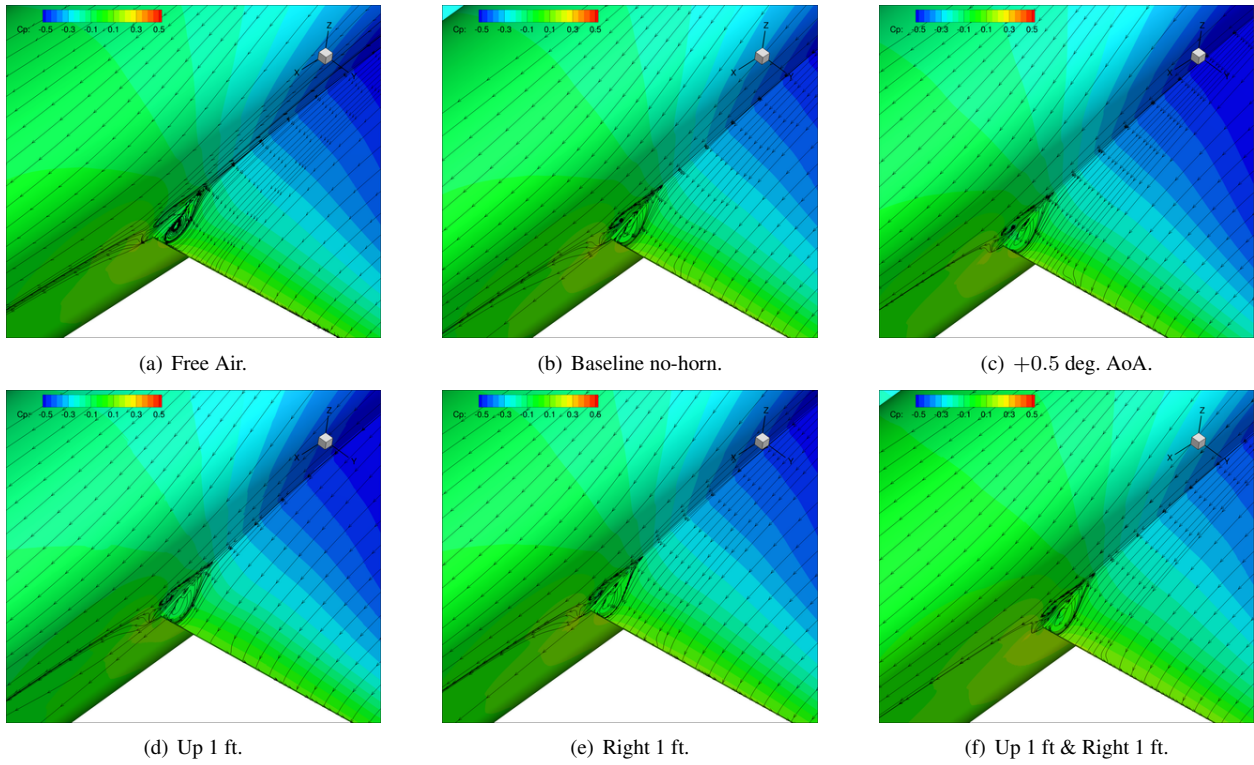 Cp: -0.5 -0.3 -0.1 0.1 0.3 0.5
Z
X Y
(a) Free Air.
Cp: -0.5 -0.3 -0.1 0.1 0.3 0.5
Z
X Y
(b) Baseline no-horn.
Cp: -0.5 -0.3 -0.1 0.1 0.3 0.5
Z
X Y
(c) +0.5 deg. AoA.
Cp: -0.5 -0.3 -0.1 0.1 0.3 0.5
Z
X Y
(d) Up 1 ft.
Cp: -0.5 -0.3 -0.1 0.1 0.3 0.5
Z
X Y
(e) Right 1 ft.
Cp: -0.5 -0.3 -0.1 0.1 0.3 0.5
Z
X Y
(f) Up 1 ft & Right 1 ft.